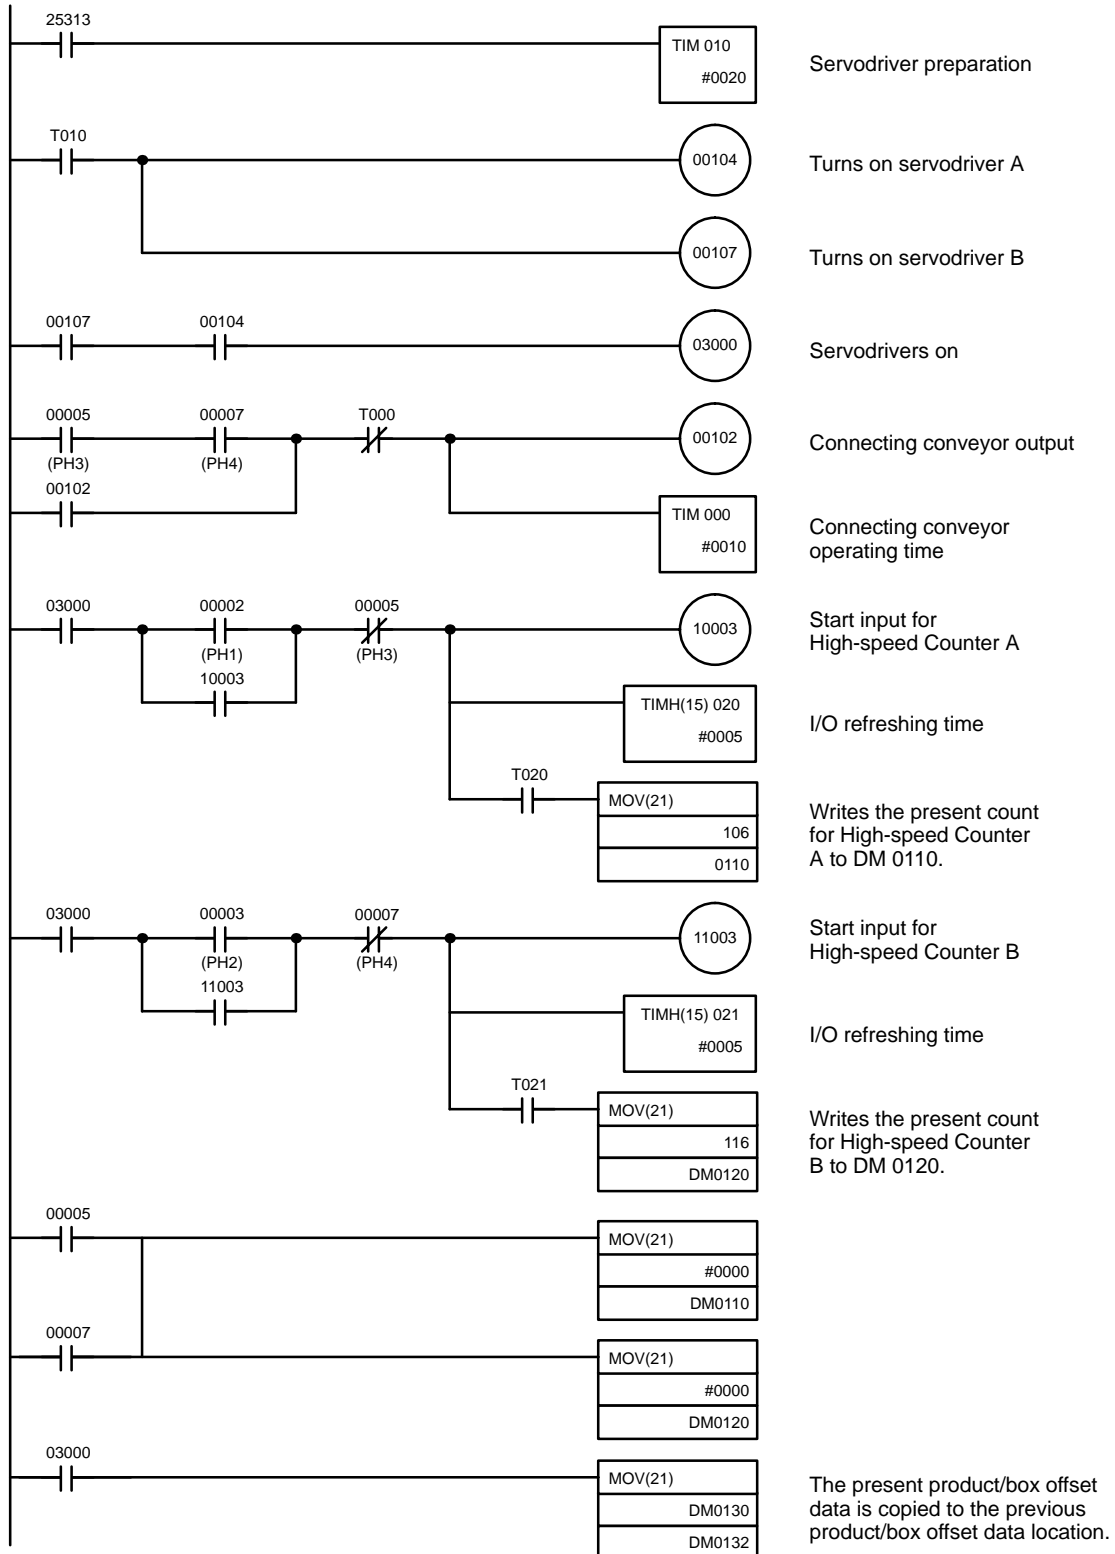 25313
TIM 010
#0020
Servodriver preparation
T010
00104
Turns on servodriver A
00107
Turns on servodriver B
00107
00104
03000
Servodrivers on
00005
00007
T000
(PH3)
(PH4)
00102
Connecting conveyor output
00102
TIM 000
#0010
Connecting conveyor
operating time
03000
00002
00005
(PH1)
(PH3)
10003
Start input for
High-speed Counter A
10003
TIMH(15) 020
#0005
I/O refreshing time
T020
MOV(21)
106
0110
Writes the present count
for High-speed Counter
A to DM 0110.
03000
00003
00007
(PH2)
(PH4)
11003
Start input for
High-speed Counter B
11003
TIMH(15) 021
#0005
I/O refreshing time
T021
MOV(21)
116
DM0120
Writes the present count
for High-speed Counter
B to DM 0120.
00005
MOV(21)
#0000
DM0110
00007
MOV(21)
#0000
DM0120
03000
MOV(21)
DM0130
DM0132
The present product/box offset
data is copied to the previous
product/box offset data location.